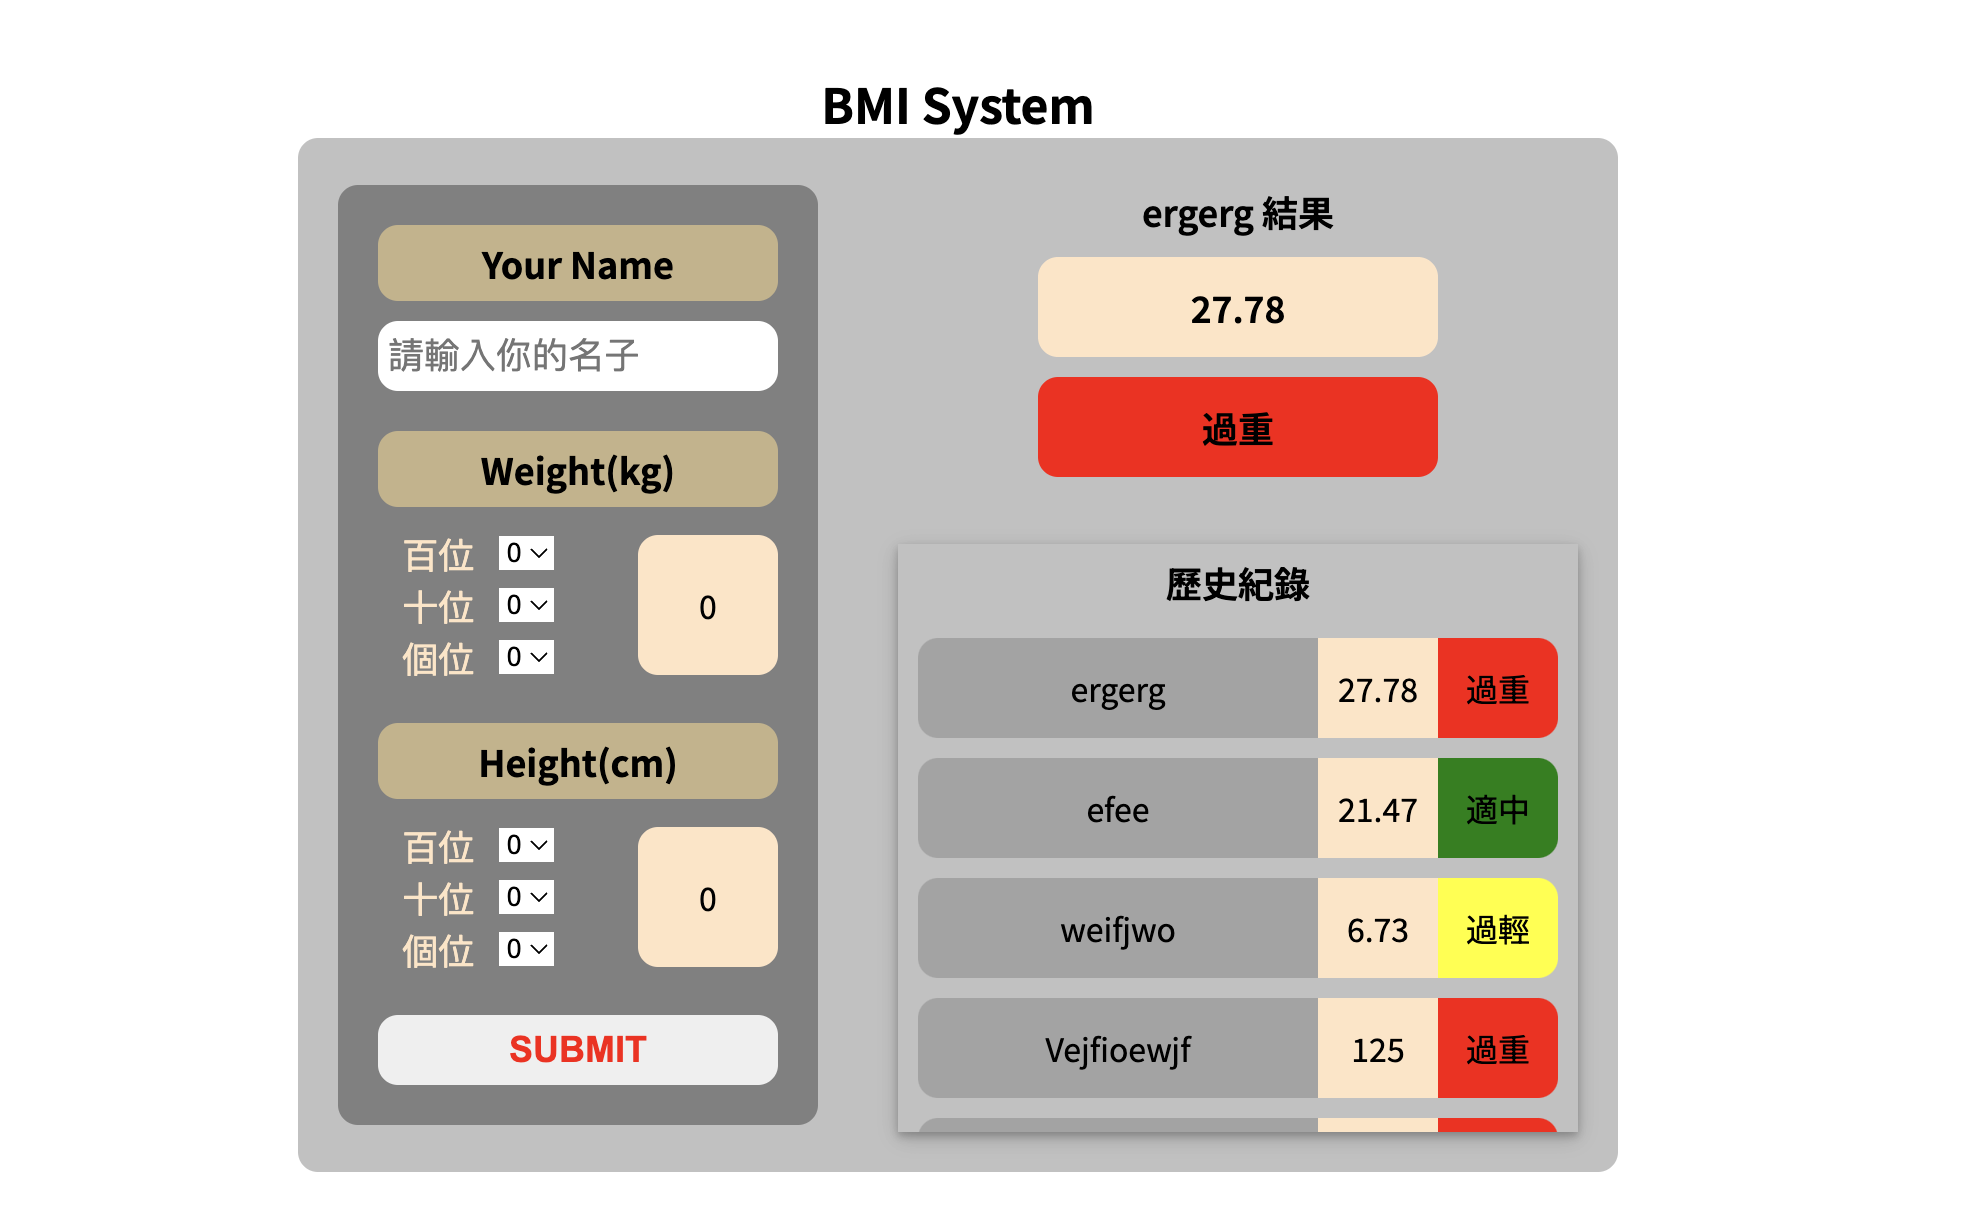 BMI System
Your Name
請輸入你的名子
Weight(kg)
百位 0
十位 0
個位 0
0
Height(cm)
百位 0
十位 0
個位 0
0
SUBMIT
ergerg 結果
27.78
過重
歷史紀錄
ergerg 27.78 過重
efee 21.47 適中
weifjwo 6.73 過輕
Vejfioewjf 125 過重